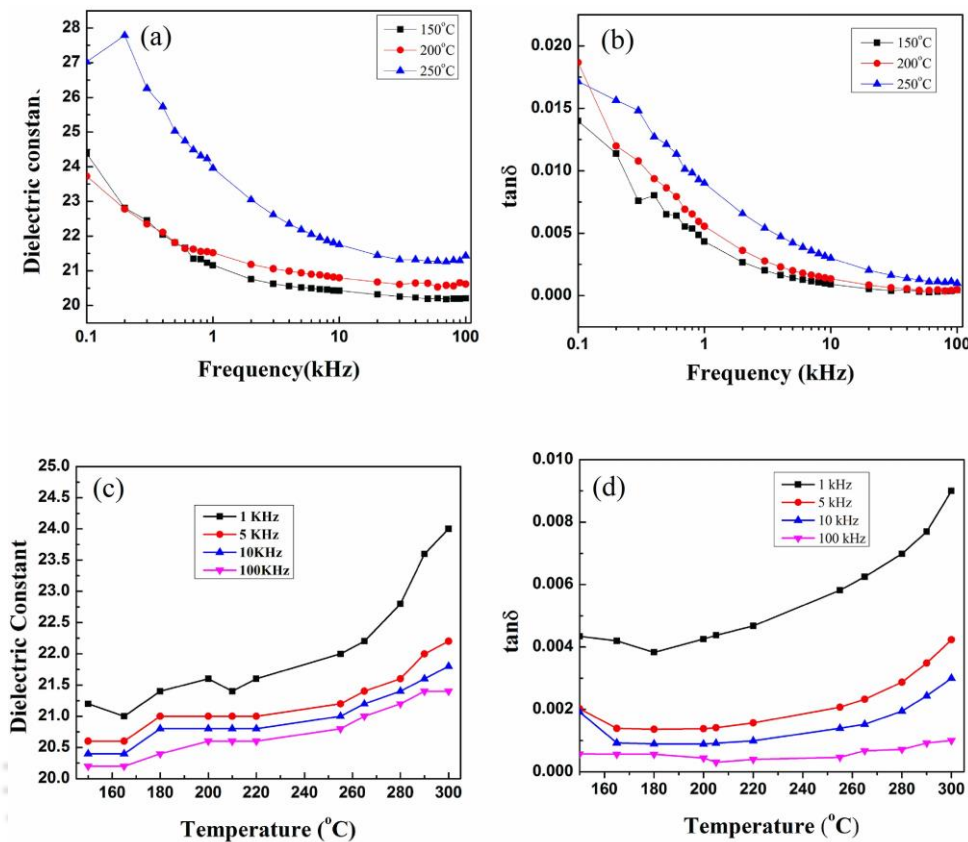 (a)
150°C
200°C
250°C
28
27
26
25
24
23
22
21
20
0.1 1 10 100
Dielectric constan
Frequency(kHz)
(b)
150°C
200°C
250°C
0.020
0.015
0.010
0.005
0.000
0.1 1 10 100
tanδ
Frequency (kHz)
(c)
1 KHz
5 KHz
10KHz
100KHz
25.0
24.5
24.0
23.5
23.0
22.5
22.0
21.5
21.0
20.5
20.0
160 180 200 220 240 260 280 300
Dielectric Constant
Temperature (°C)
(d)
1 kHz
5 kHz
10 kHz
100 kHz
0.010
0.008
0.006
0.004
0.002
0.000
160 180 200 220 240 260 280 300
tanδ
Temperature (°C)